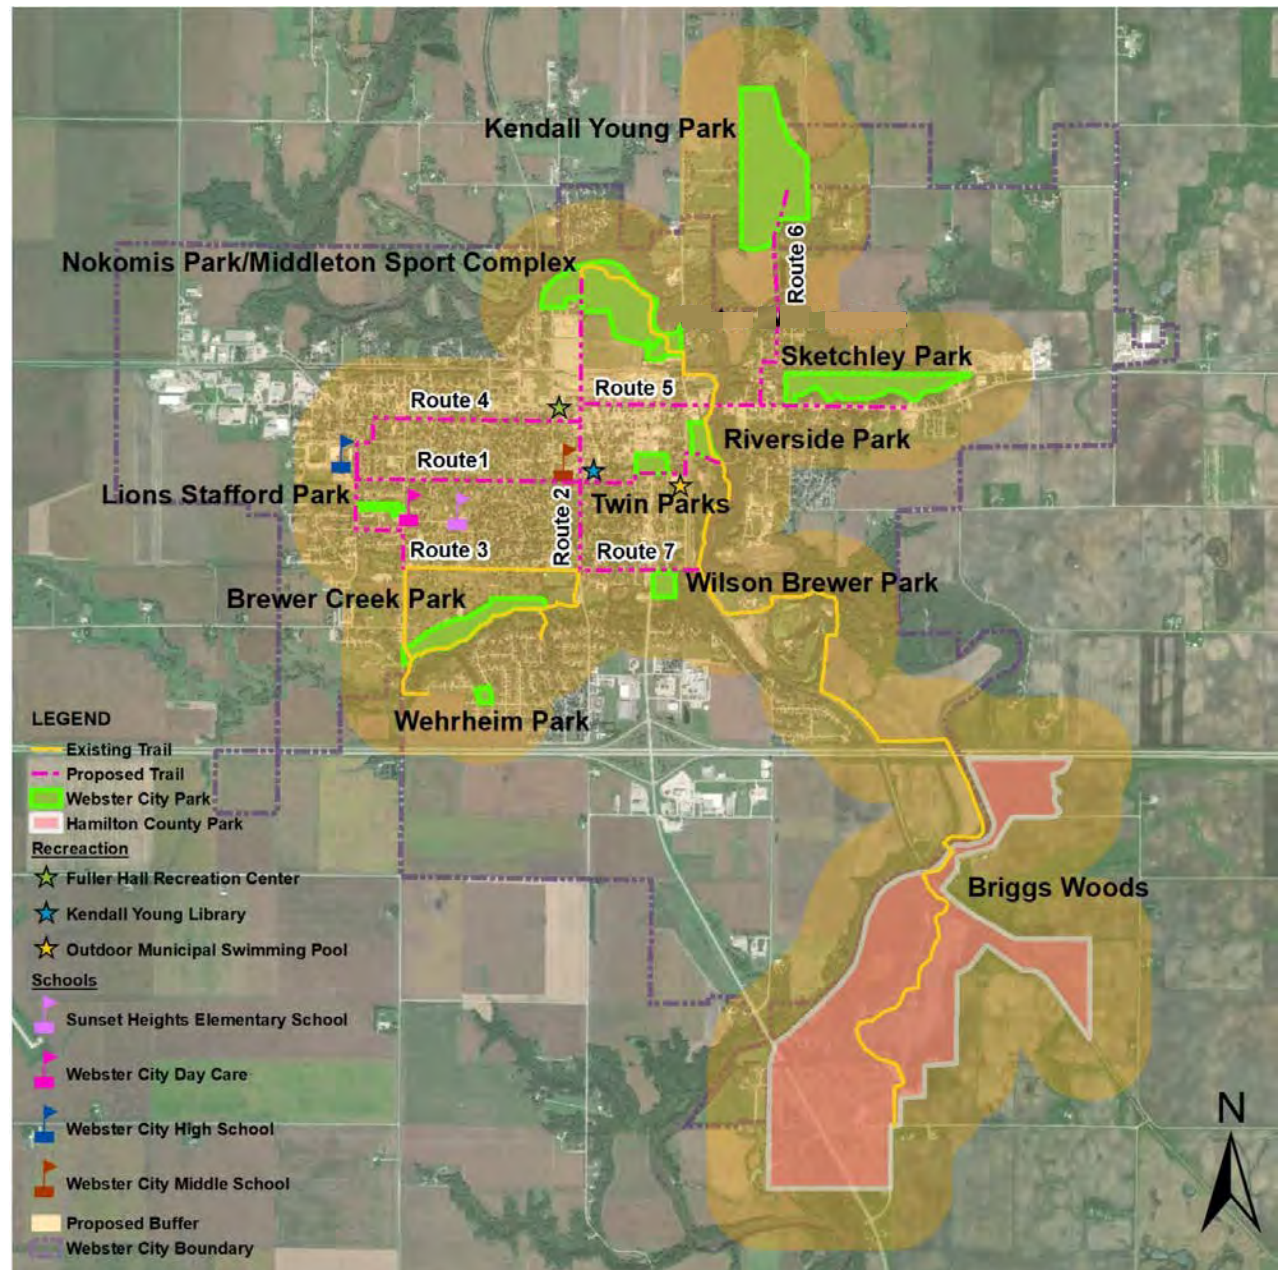 Kendall Young Park
Route 6
Nokomis Park/Middleton Sport Complex
Sketchley Park
Route 5
Route 4
Riverside Park
Route1
Lions Stafford Park
Twin Parks
Route 2
Route 3
Route 7
Wilson Brewer Park
Brewer Creek Park
Wehrheim Park
Briggs Woods
LEGEND
Existing Trail
Proposed Trail
Webster City Park
Hamilton County Park
Recreaction
Fuller Hall Recreation Center
Kendall Young Library
Outdoor Municipal Swimming Pool
Schools
Sunset Heights Elementary School
Webster City Day Care
Webster City High School
Webster City Middle School
Proposed Buffer
Webster City Boundary
N